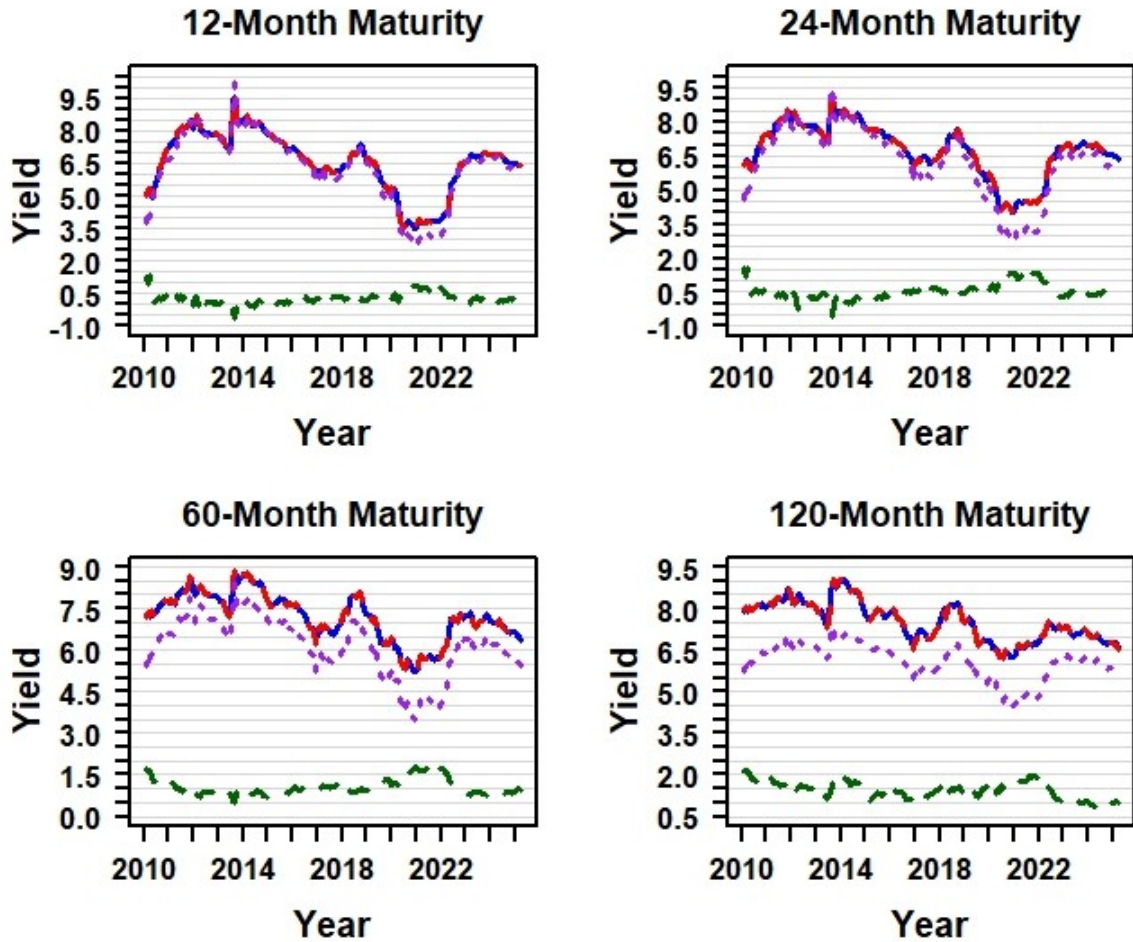 12-Month Maturity
Yield
9.5
8.0
6.5
5.0
3.5
2.0
0.5
-1.0
2010 2014 2018 2022
Year
24-Month Maturity
Yield
9.5
8.0
6.5
5.0
3.5
2.0
0.5
-1.0
2010 2014 2018 2022
Year
60-Month Maturity
Yield
9.0
7.5
6.0
4.5
3.0
1.5
0.0
2010 2014 2018 2022
Year
120-Month Maturity
Yield
9.5
8.0
6.5
5.0
3.5
2.0
0.5
2010 2014 2018 2022
Year